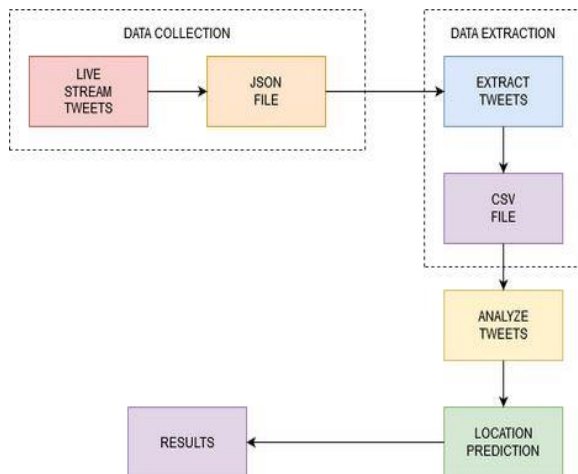 DATA COLLECTION
LIVE
STREAM
TWEETS
JSON
FILE
DATA EXTRACTION
EXTRACT
TWEETS
CSV
FILE
ANALYZE
TWEETS
LOCATION
PREDICTION
RESULTS